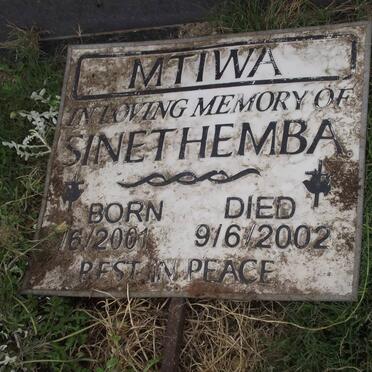 MTIWA
IN LOVING MEMORY OF
SINETHEMBA
BORN DIED
/6/2001 9/6/2002
REST IN PEACE